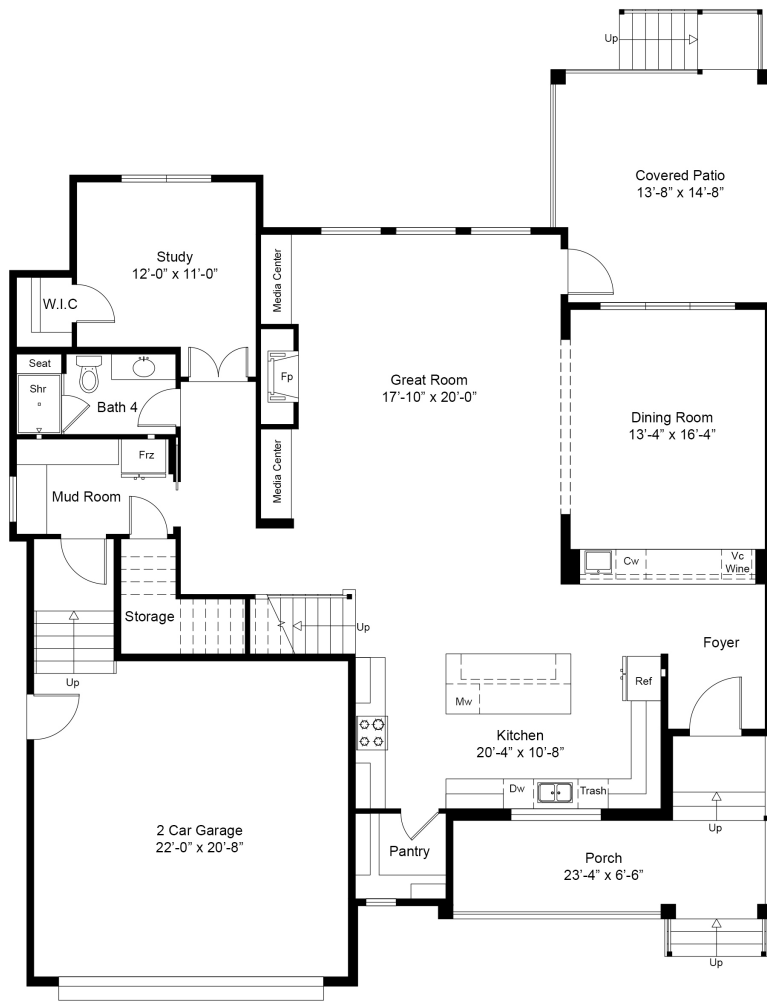 Up
Covered Patio
13'-8" x 14'-8"
Study
12'-0" x 11'-0"
Media Center
W.I.C
Seat
Shr
Bath 4
Fp
Great Room
17'-10" x 20'-0"
Dining Room
13'-4" x 16'-4"
Media Center
Frz
Mud Room
Cw
Vc
Wine
Storage
Up
Foyer
Up
Ref
Mw
Kitchen
20'-4" x 10'-8"
Dw
Trash
2 Car Garage
22'-0" x 20'-8"
Pantry
Up
Porch
23'-4" x 6'-6"
Up